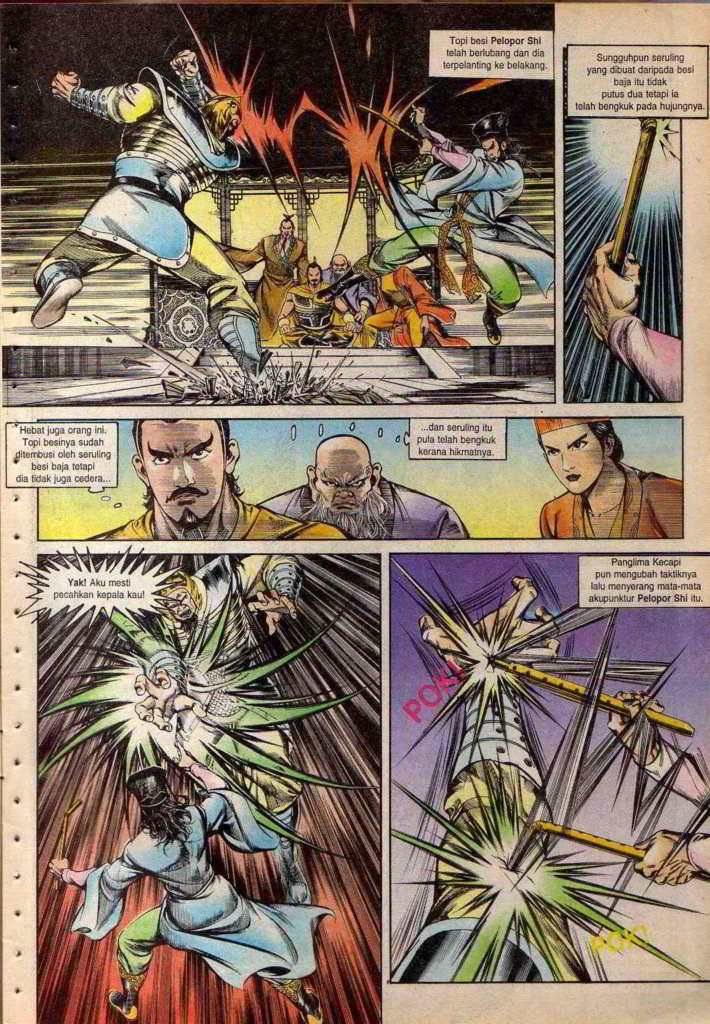 Topi besi Pelopor Shi
telah berlubang dan dia
terpelanting ke belakang.
Sungguhpun seruling
yang dibuat daripada besi
baja itu tidak
putus dua tetapi ia
telah bengkuk pada hujungnya.
Hebat juga orang ini.
Topi besinya sudah
ditembusi oleh seruling
besi baja tetapi
dia tidak juga cedera...
...dan seruling itu
pula telah bengkuk
kerana hikmatnya.
Yak! Aku mesti
pecahkan kepala kau!
Panglima Kecapi
pun mengubah taktiknya
lalu menyerang mata-mata
akupunktur Pelopor Shi itu.
POK!
POK!